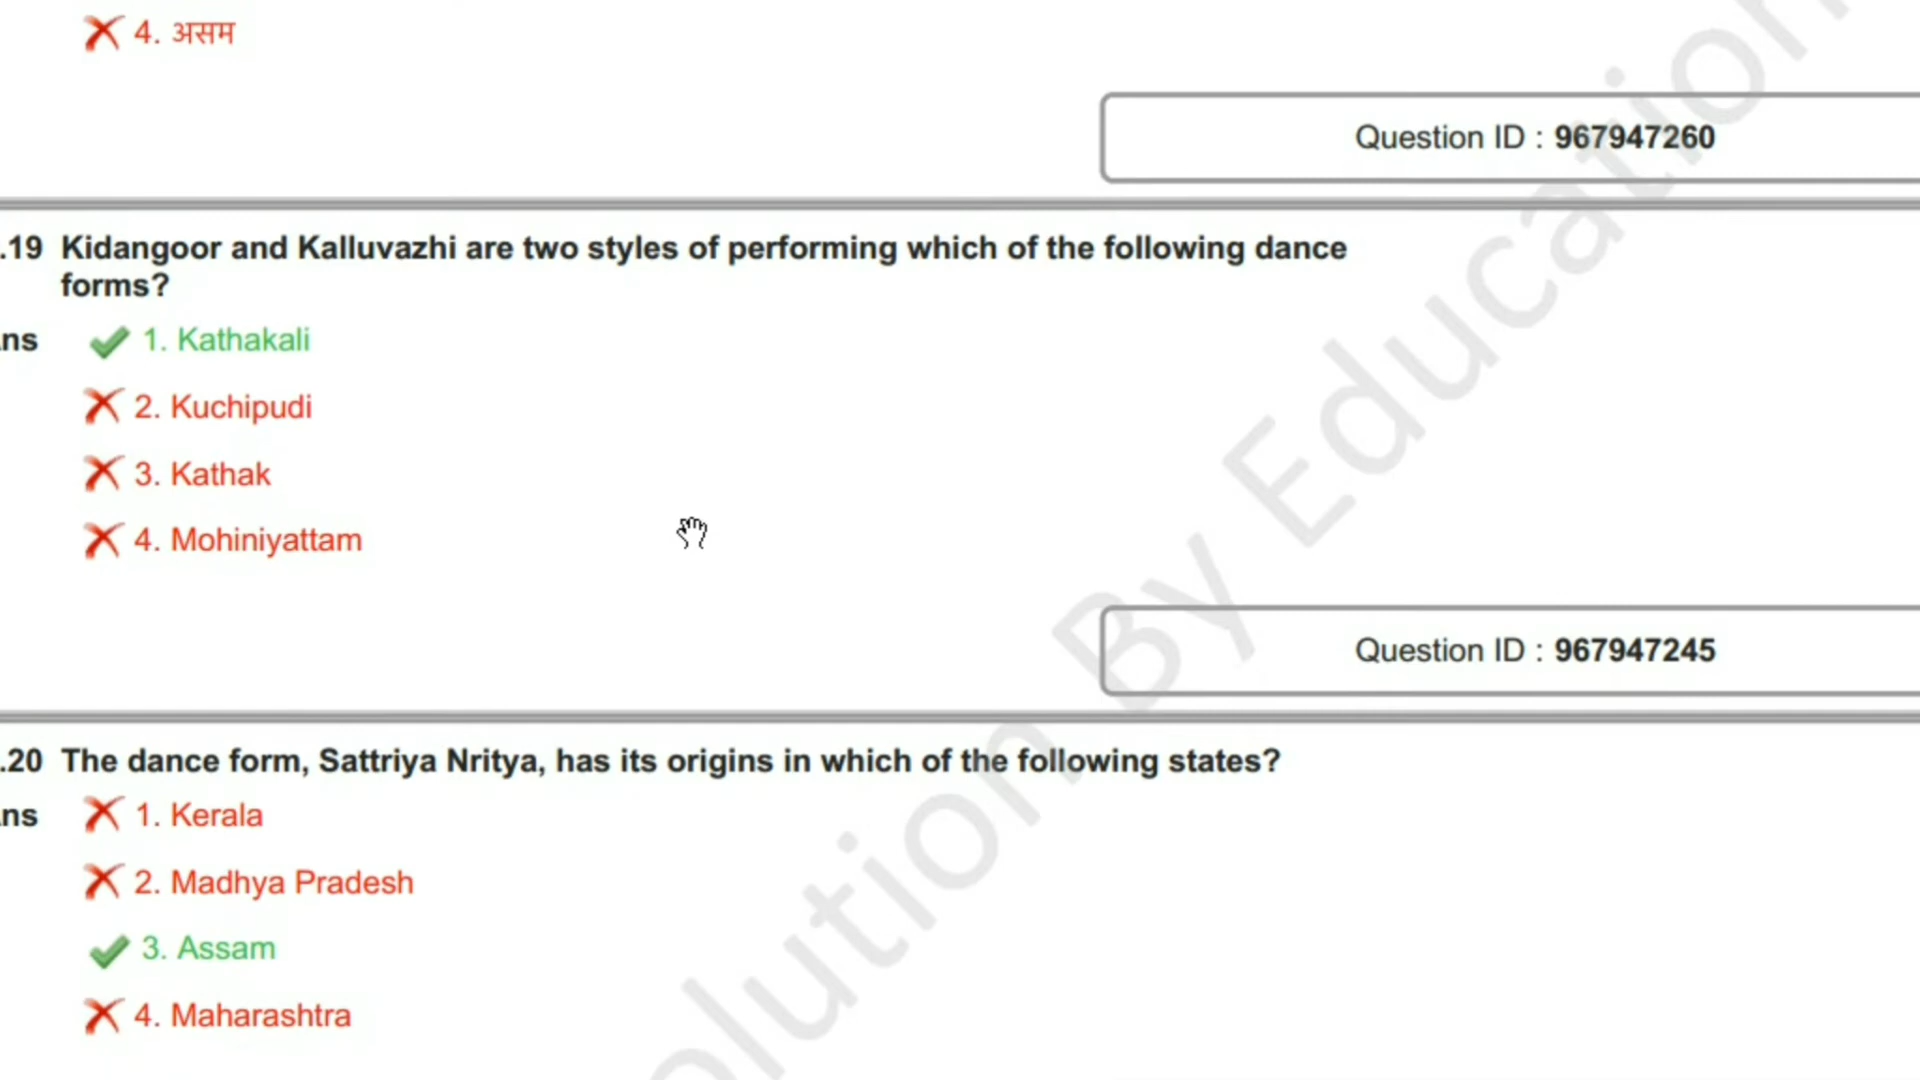 4. असम
Question ID : 967947260
.19 Kidangoor and Kalluvazhi are two styles of performing which of the following dance
forms?
ns 1. Kathakali
2. Kuchipudi
3. Kathak
4. Mohiniyattam
Question ID : 967947245
.20 The dance form, Sattriya Nritya, has its origins in which of the following states?
ns 1. Kerala
2. Madhya Pradesh
3. Assam
4. Maharashtra
olution By Education